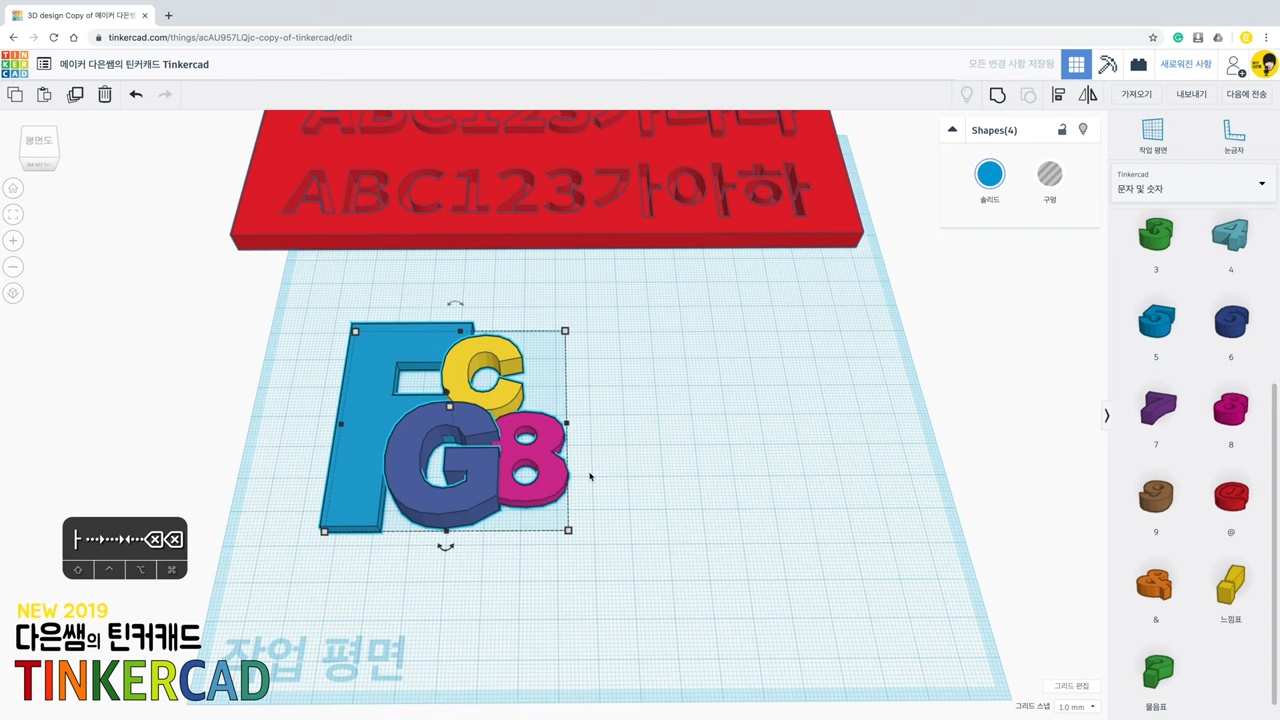 3D design Copy of 메이커 다은쌤
tinkercad.com/things/acAU957LQjc-copy-of-tinkercad/edit
TIN
KER
CAD
메이커 다은쌤의 틴커캐드 Tinkercad
모든 변경 사항 저장됨
새로워진 사항
가져오기
내보내기
다음에 전송
평면도
ABC123가아하
Shapes(4)
솔리드
구멍
작업 평면
눈금자
Tinkercad
문자 및 숫자
3
4
5
6
7
8
9
@
&
느낌표
물음표
F
C
G
B
작업 평면
NEW 2019
다은쌤의 틴커캐드
TINKERCAD
그리드 편집
그리드 스냅
1.0 mm